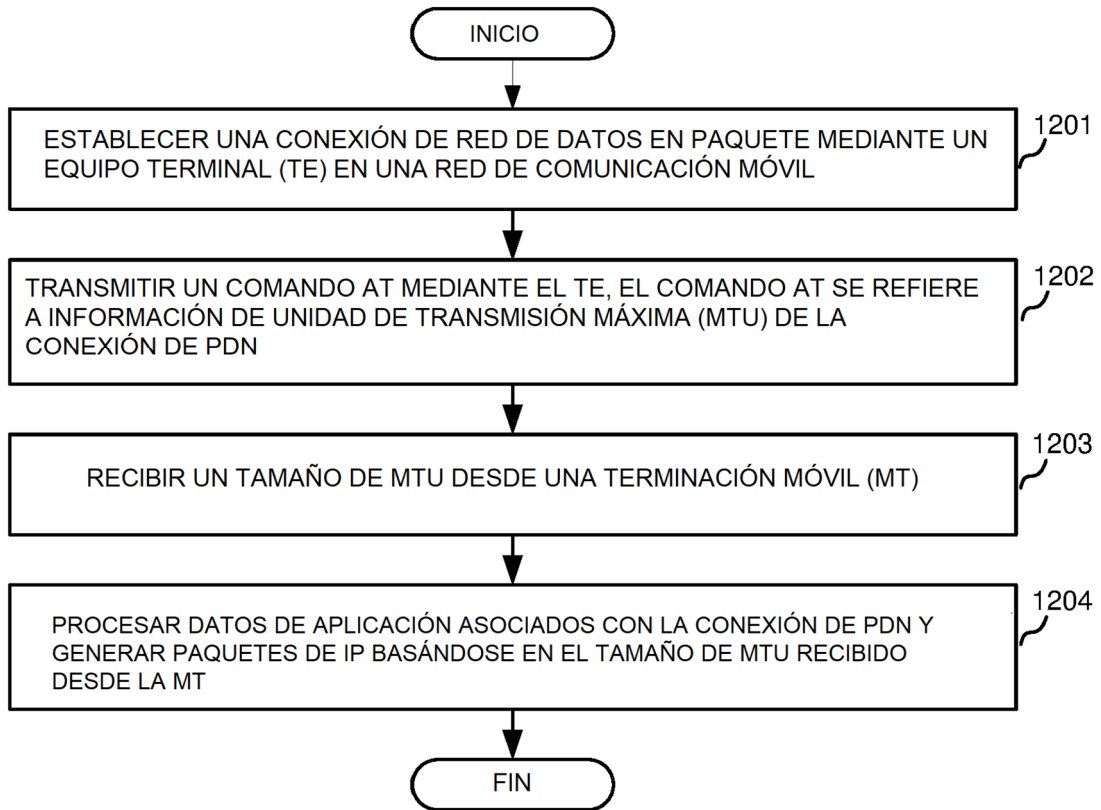 INICIO
ESTABLECER UNA CONEXIÓN DE RED DE DATOS EN PAQUETE MEDIANTE UN
EQUIPO TERMINAL (TE) EN UNA RED DE COMUNICACIÓN MÓVIL
1201
TRANSMITIR UN COMANDO AT MEDIANTE EL TE, EL COMANDO AT SE REFIERE
A INFORMACIÓN DE UNIDAD DE TRANSMISIÓN MÁXIMA (MTU) DE LA
CONEXIÓN DE PDN
1202
RECIBIR UN TAMAÑO DE MTU DESDE UNA TERMINACIÓN MÓVIL (MT)
1203
PROCESAR DATOS DE APLICACIÓN ASOCIADOS CON LA CONEXIÓN DE PDN Y
GENERAR PAQUETES DE IP BASÁNDOSE EN EL TAMAÑO DE MTU RECIBIDO
DESDE LA MT
1204
FIN